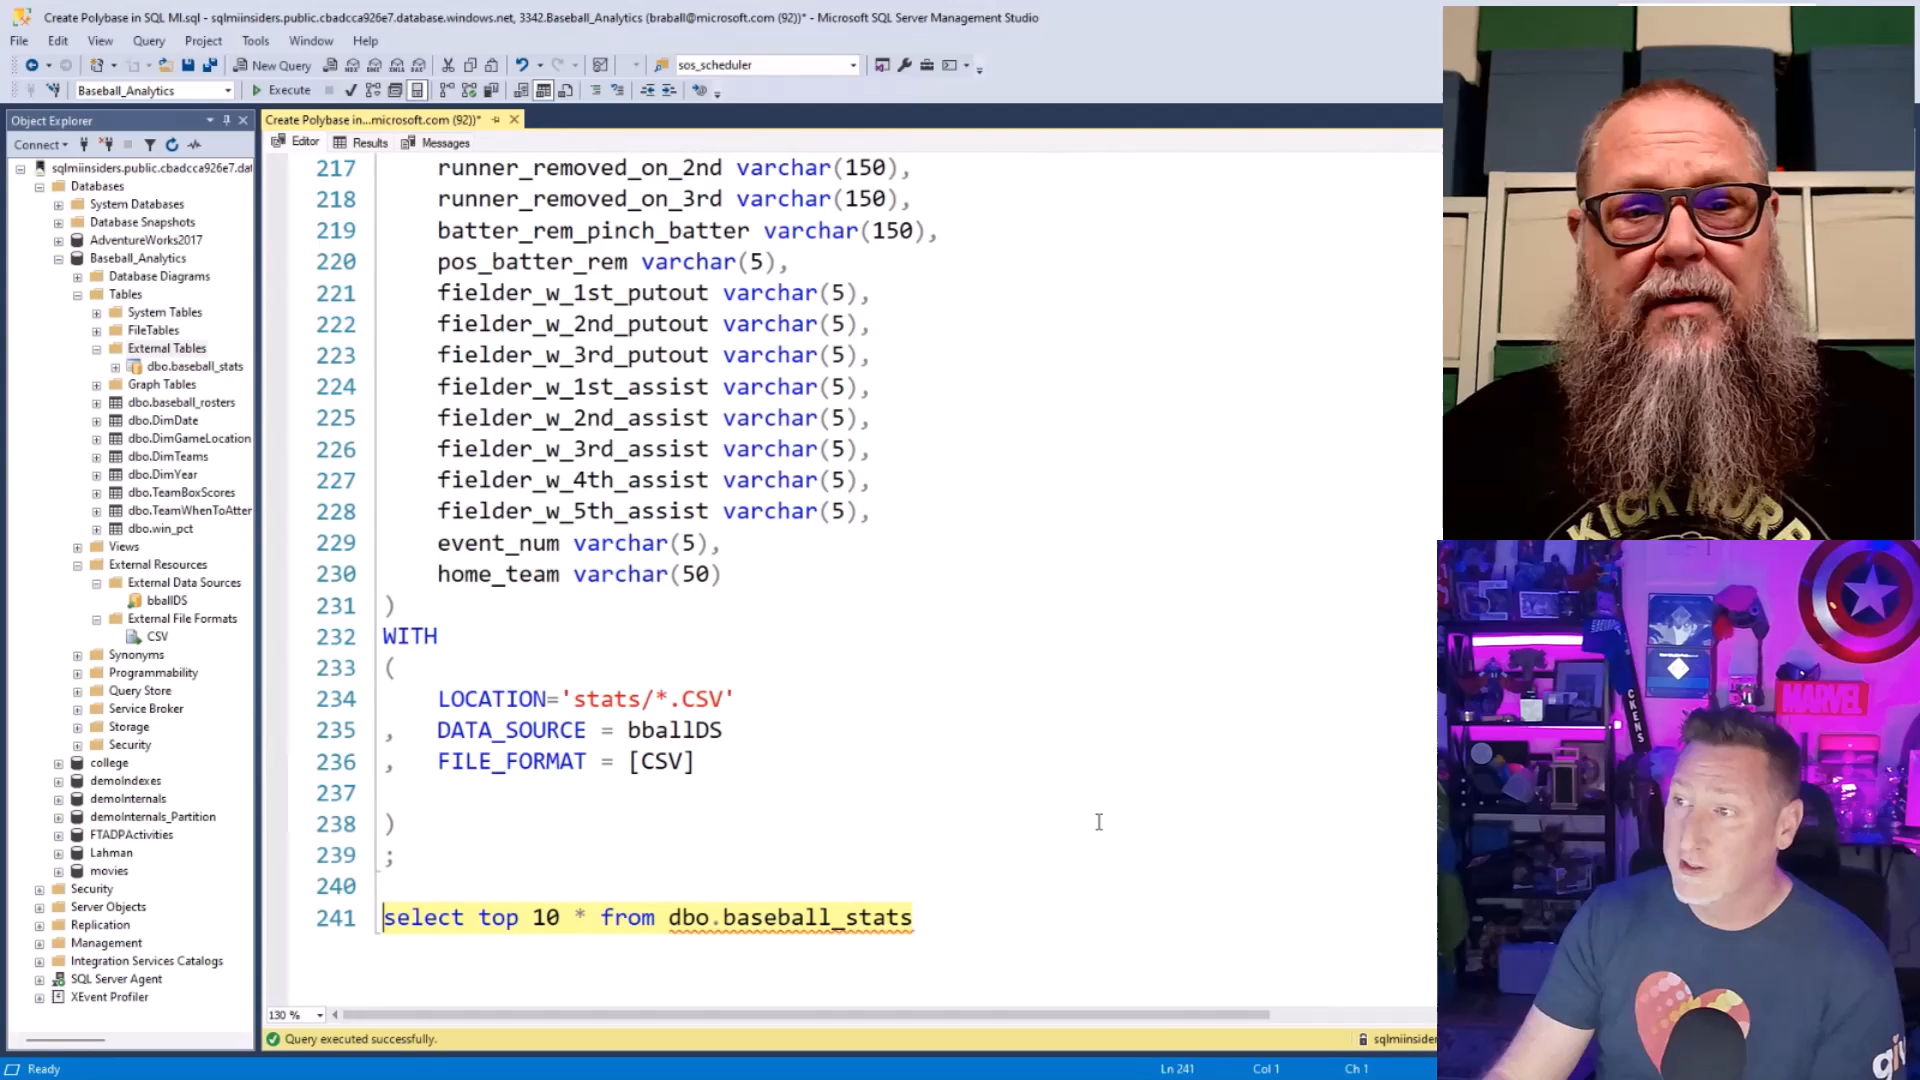 Create Polybase in SQL MI.sql - sqlmiinsiders.public.cbadcca926e7.database.windows.net, 3342.Baseball_Analytics (braball@microsoft.com (92))* - Microsoft SQL Server Management Studio
File Edit View Query Project Tools Window Help
New Query
sos_scheduler
Baseball_Analytics
Execute
Object Explorer
Create Polybase in...microsoft.com (92))*
Connect
Editor
Results
Messages
sqlmiinsiders.public.cbadcca926e7.dat
Databases
System Databases
Database Snapshots
AdventureWorks2017
Baseball_Analytics
Database Diagrams
Tables
System Tables
FileTables
External Tables
dbo.baseball_stats
Graph Tables
dbo.baseball_rosters
dbo.DimDate
dbo.DimGameLocation
dbo.DimTeams
dbo.DimYear
dbo.TeamBoxScores
dbo.TeamWhenToAtter
dbo.win_pct
Views
External Resources
External Data Sources
bballDS
External File Formats
CSV
Synonyms
Programmability
Query Store
Service Broker
Storage
Security
college
demoIndexes
demoInternals
demoInternals_Partition
FTADPActivities
Lahman
movies
Security
Server Objects
Replication
Management
Integration Services Catalogs
SQL Server Agent
XEvent Profiler
217 runner_removed_on_2nd varchar(150),
218 runner_removed_on_3rd varchar(150),
219 batter_rem_pinch_batter varchar(150),
220 pos_batter_rem varchar(5),
221 fielder_w_1st_putout varchar(5),
222 fielder_w_2nd_putout varchar(5),
223 fielder_w_3rd_putout varchar(5),
224 fielder_w_1st_assist varchar(5),
225 fielder_w_2nd_assist varchar(5),
226 fielder_w_3rd_assist varchar(5),
227 fielder_w_4th_assist varchar(5),
228 fielder_w_5th_assist varchar(5),
229 event_num varchar(5),
230 home_team varchar(50)
231 )
232 WITH
233 (
234 LOCATION='stats/*.CSV'
235 , DATA_SOURCE = bballDS
236 , FILE_FORMAT = [CSV]
237
238 )
239 ;
240
241 select top 10 * from dbo.baseball_stats
130 %
Query executed successfully.
sqlmiinsider
Ready
Ln 241
Col 1
Ch 1
KICK MURP
MARVEL
CKENS
giv